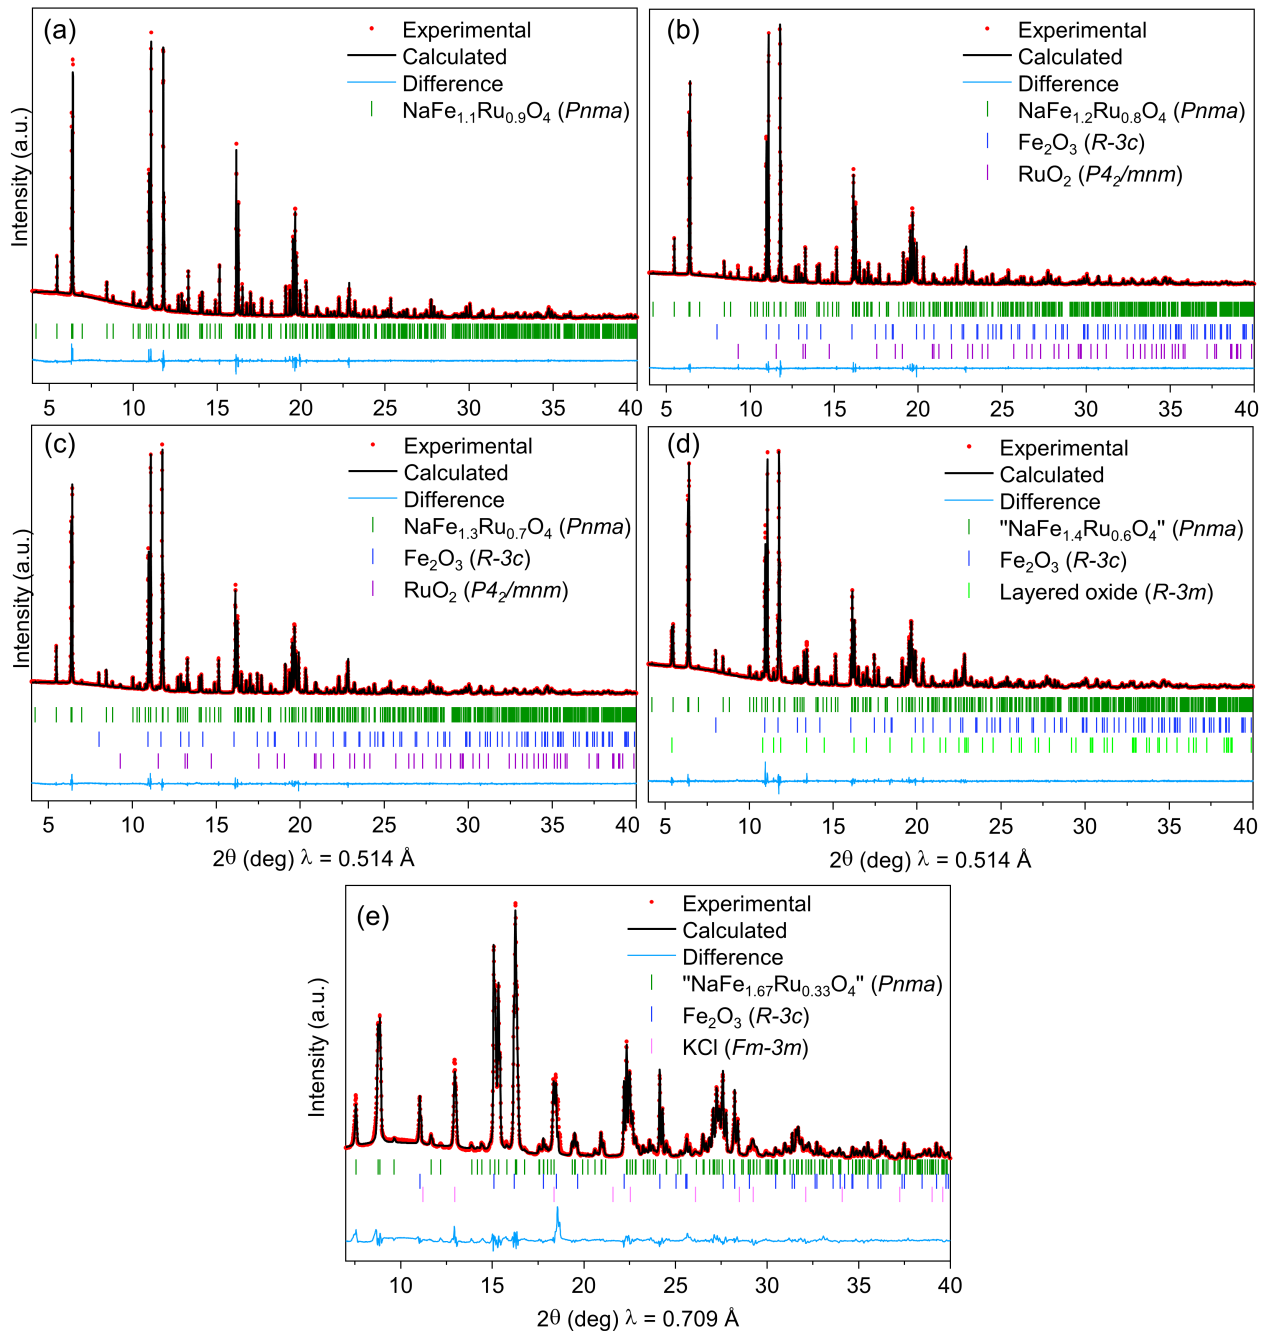 (a)
Experimental
Calculated
Difference
NaFe1.1Ru0.9O4 (Pnma)
Intensity (a.u.)
5 10 15 20 25 30 35 40
(b)
Experimental
Calculated
Difference
NaFe1.2Ru0.8O4 (Pnma)
Fe2O3 (R-3c)
RuO2 (P42/mnm)
5 10 15 20 25 30 35 40
(c)
Experimental
Calculated
Difference
NaFe1.3Ru0.7O4 (Pnma)
Fe2O3 (R-3c)
RuO2 (P42/mnm)
Intensity (a.u.)
5 10 15 20 25 30 35 40
2θ (deg) λ = 0.514 Å
(d)
Experimental
Calculated
Difference
"NaFe1.4Ru0.6O4" (Pnma)
Fe2O3 (R-3c)
Layered oxide (R-3m)
5 10 15 20 25 30 35 40
2θ (deg) λ = 0.514 Å
(e)
Experimental
Calculated
Difference
"NaFe1.67Ru0.33O4" (Pnma)
Fe2O3 (R-3c)
KCl (Fm-3m)
Intensity (a.u.)
10 15 20 25 30 35 40
2θ (deg) λ = 0.709 Å